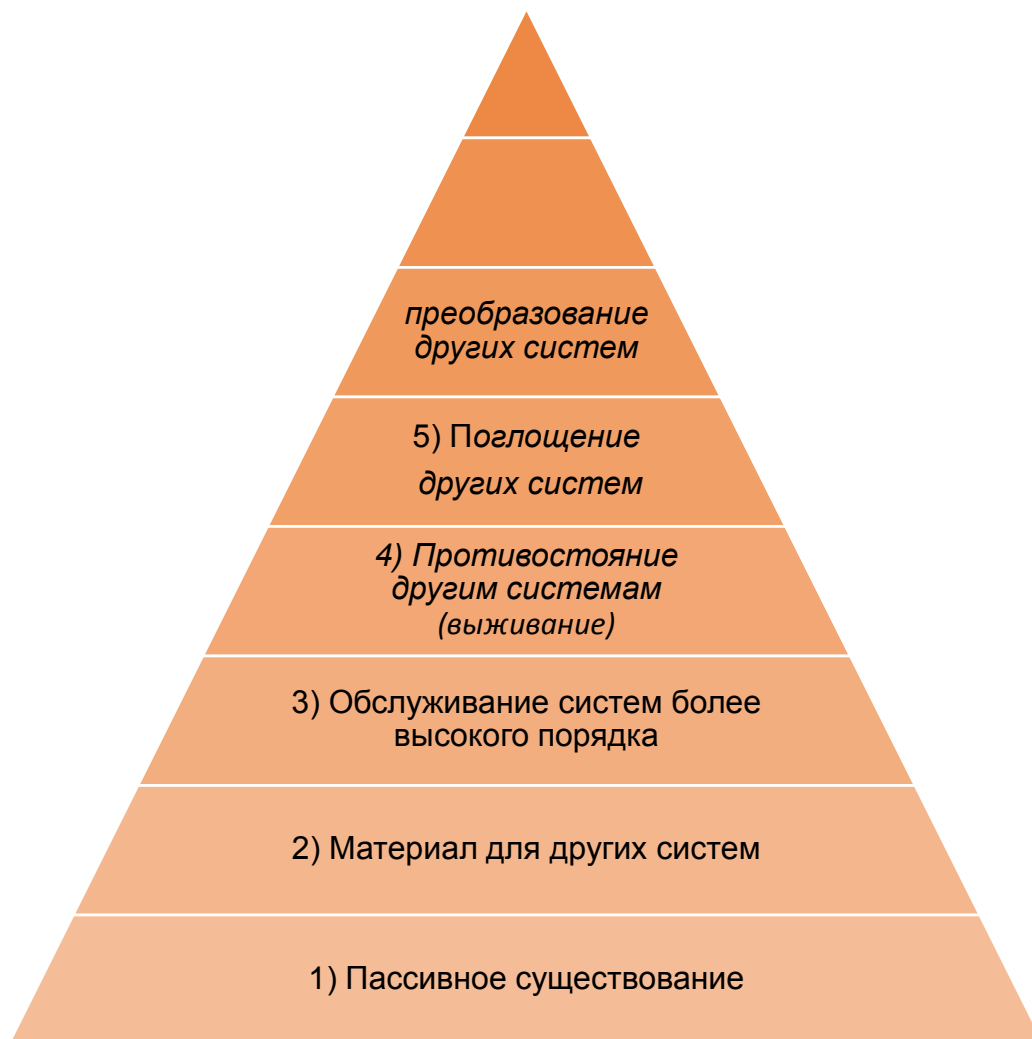 преобразование
других систем
5) Поглощение
других систем
4) Противостояние
другим системам
(выживание)
3) Обслуживание систем более
высокого порядка
2) Материал для других систем
1) Пассивное существование